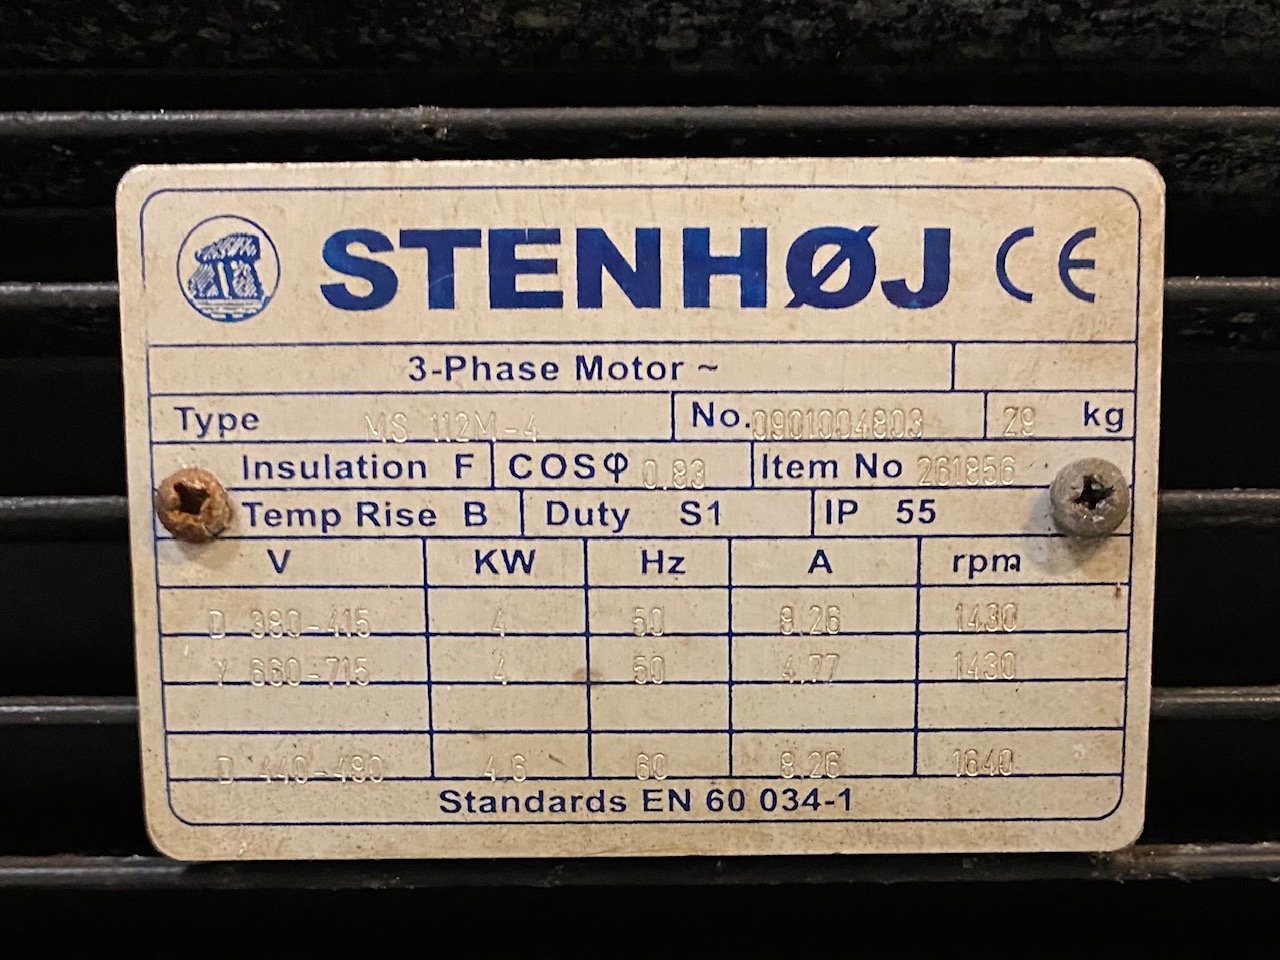 STENHØJ CE
3-Phase Motor ~
Type MS 112M-4 No. 0901004803 29 kg
Insulation F COSφ 0.83 Item No 261856
Temp Rise B Duty S1 IP 55
V KW Hz A rpm
D 380-415 4 50 8.26 1430
Y 660-715 4 50 4.77 1430
D 440-490 4.6 60 8.26 1640
Standards EN 60 034-1